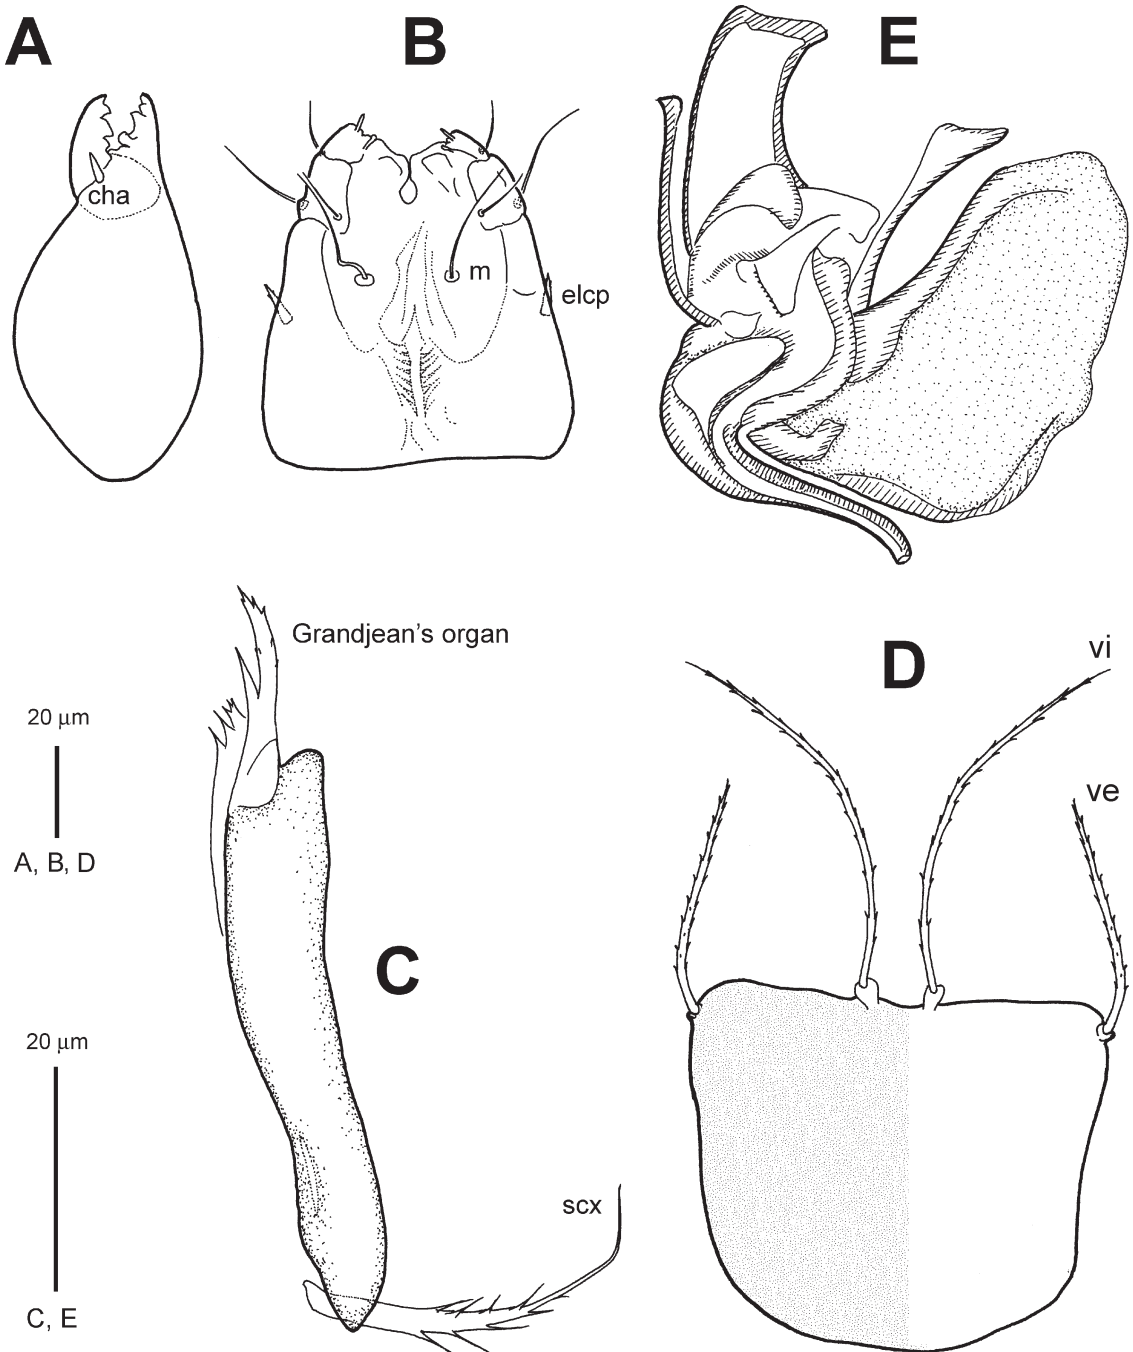 A
B
E
cha
m
elcp
Grandjean's organ
D
vi
20 µm
ve
A, B, D
C
20 µm
scx
C, E